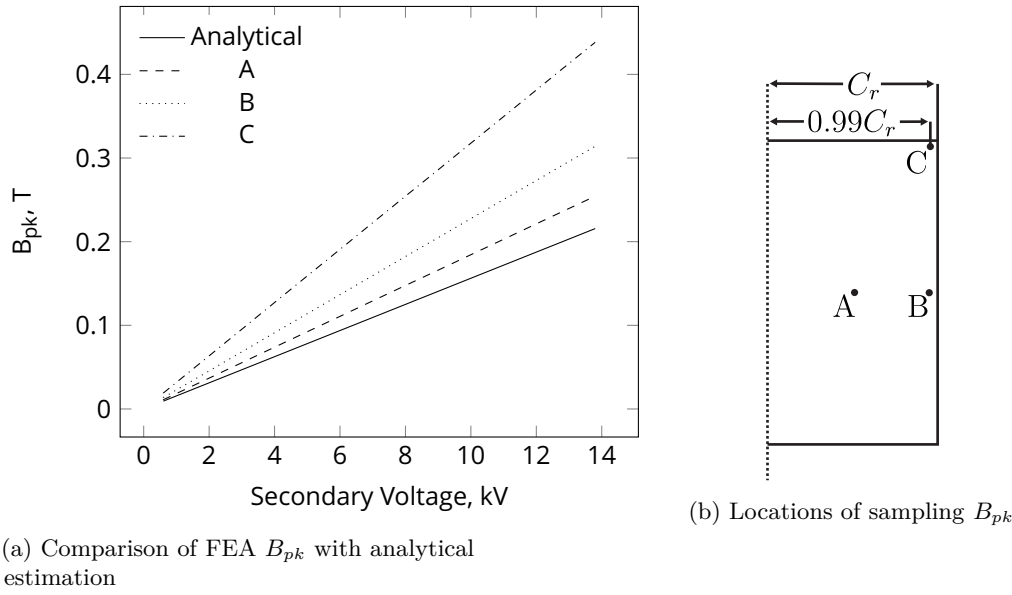 Analytical
A
B
C
0.4
0.3
0.2
0.1
0
B_pk, T
0 2 4 6 8 10 12 14
Secondary Voltage, kV
(a) Comparison of FEA B_pk with analytical
estimation
C_r
0.99C_r
C
A B
(b) Locations of sampling B_pk